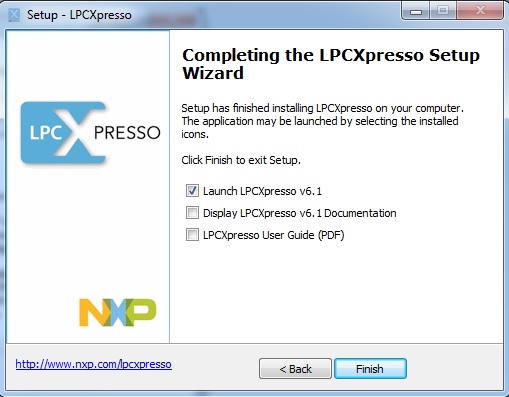 Setup - LPCXpresso
Completing the LPCXpresso Setup
Wizard
LPC X PRESSO
Setup has finished installing LPCXpresso on your computer.
The application may be launched by selecting the installed
icons.
Click Finish to exit Setup.
Launch LPCXpresso v6.1
Display LPCXpresso v6.1 Documentation
LPCXpresso User Guide (PDF)
NXP
http://www.nxp.com/lpcxpresso
< Back
Finish